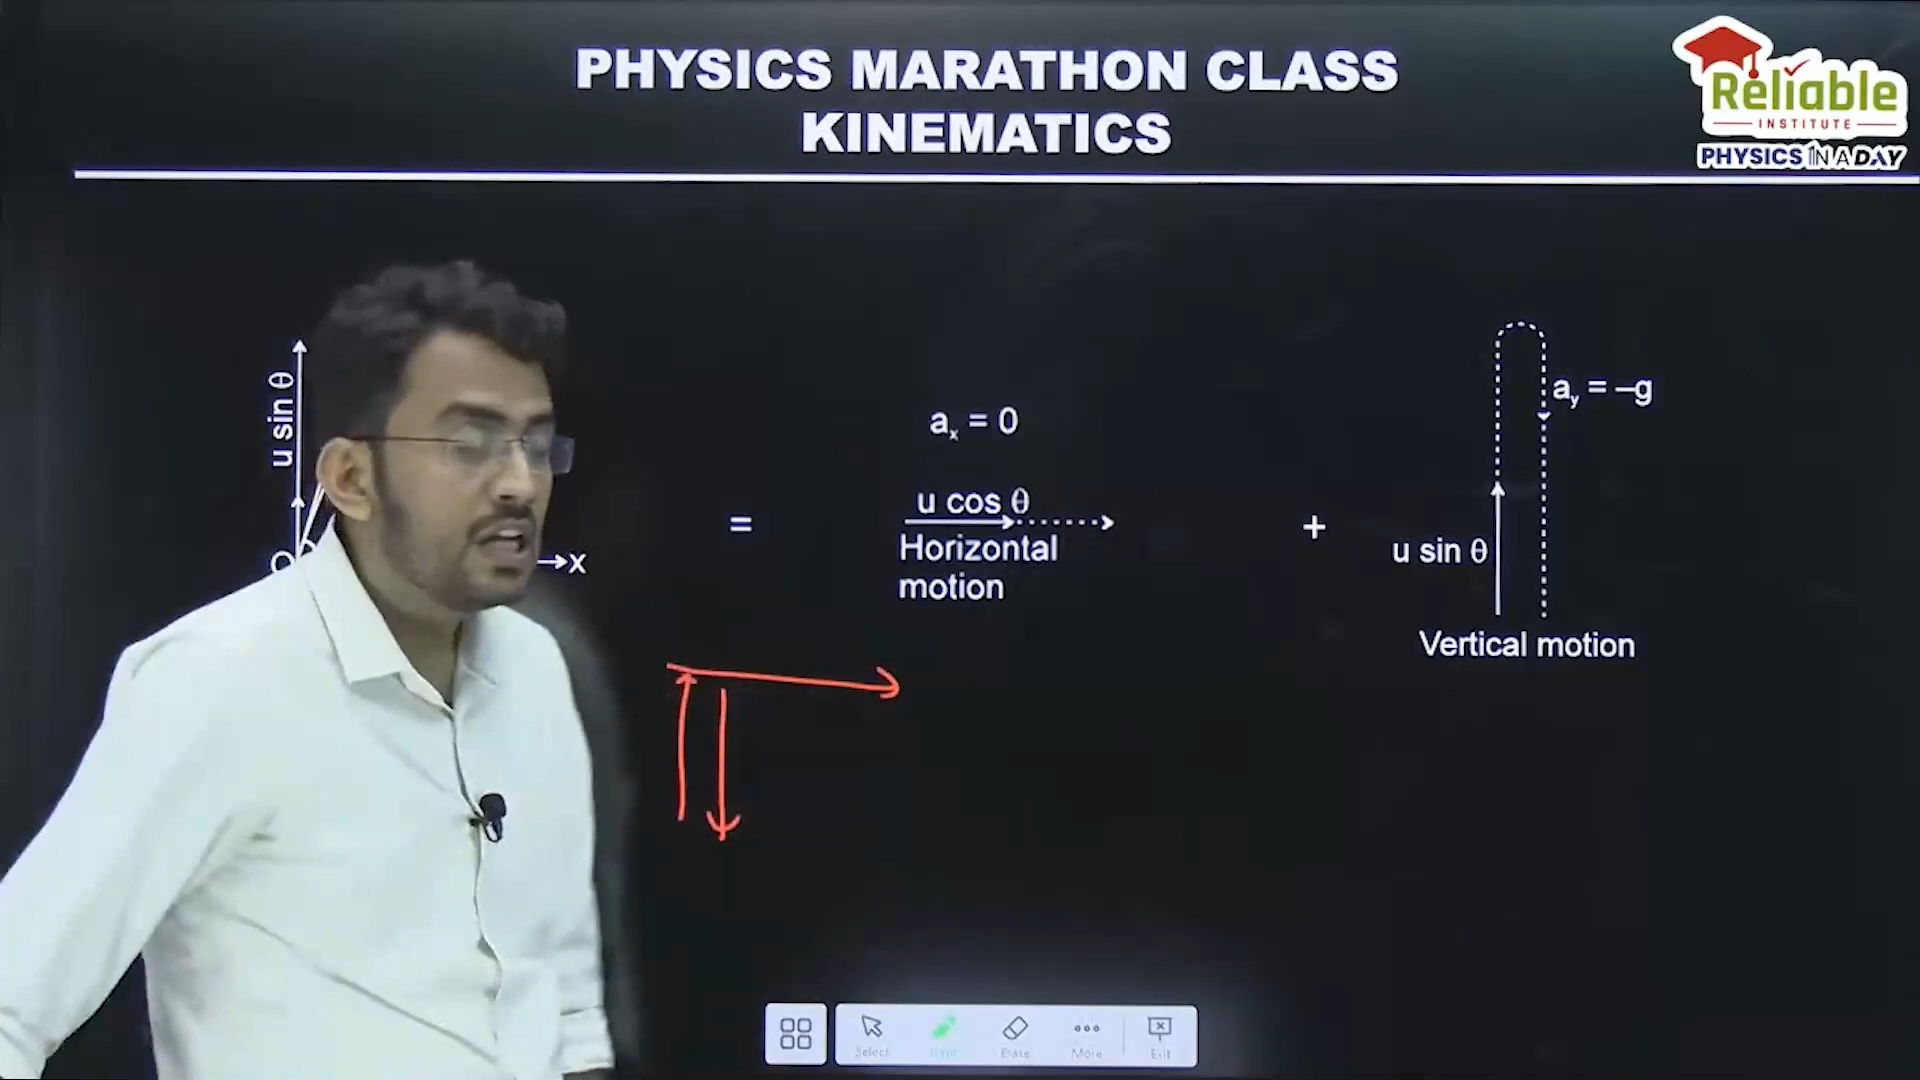 PHYSICS MARATHON CLASS
KINEMATICS
Reliable
INSTITUTE
PHYSICS IN A DAY
u sin θ
O
x
=
aₓ = 0
u cos θ
Horizontal
motion
+
a_y = –g
u sin θ
Vertical motion
Select
Erase
More
Exit